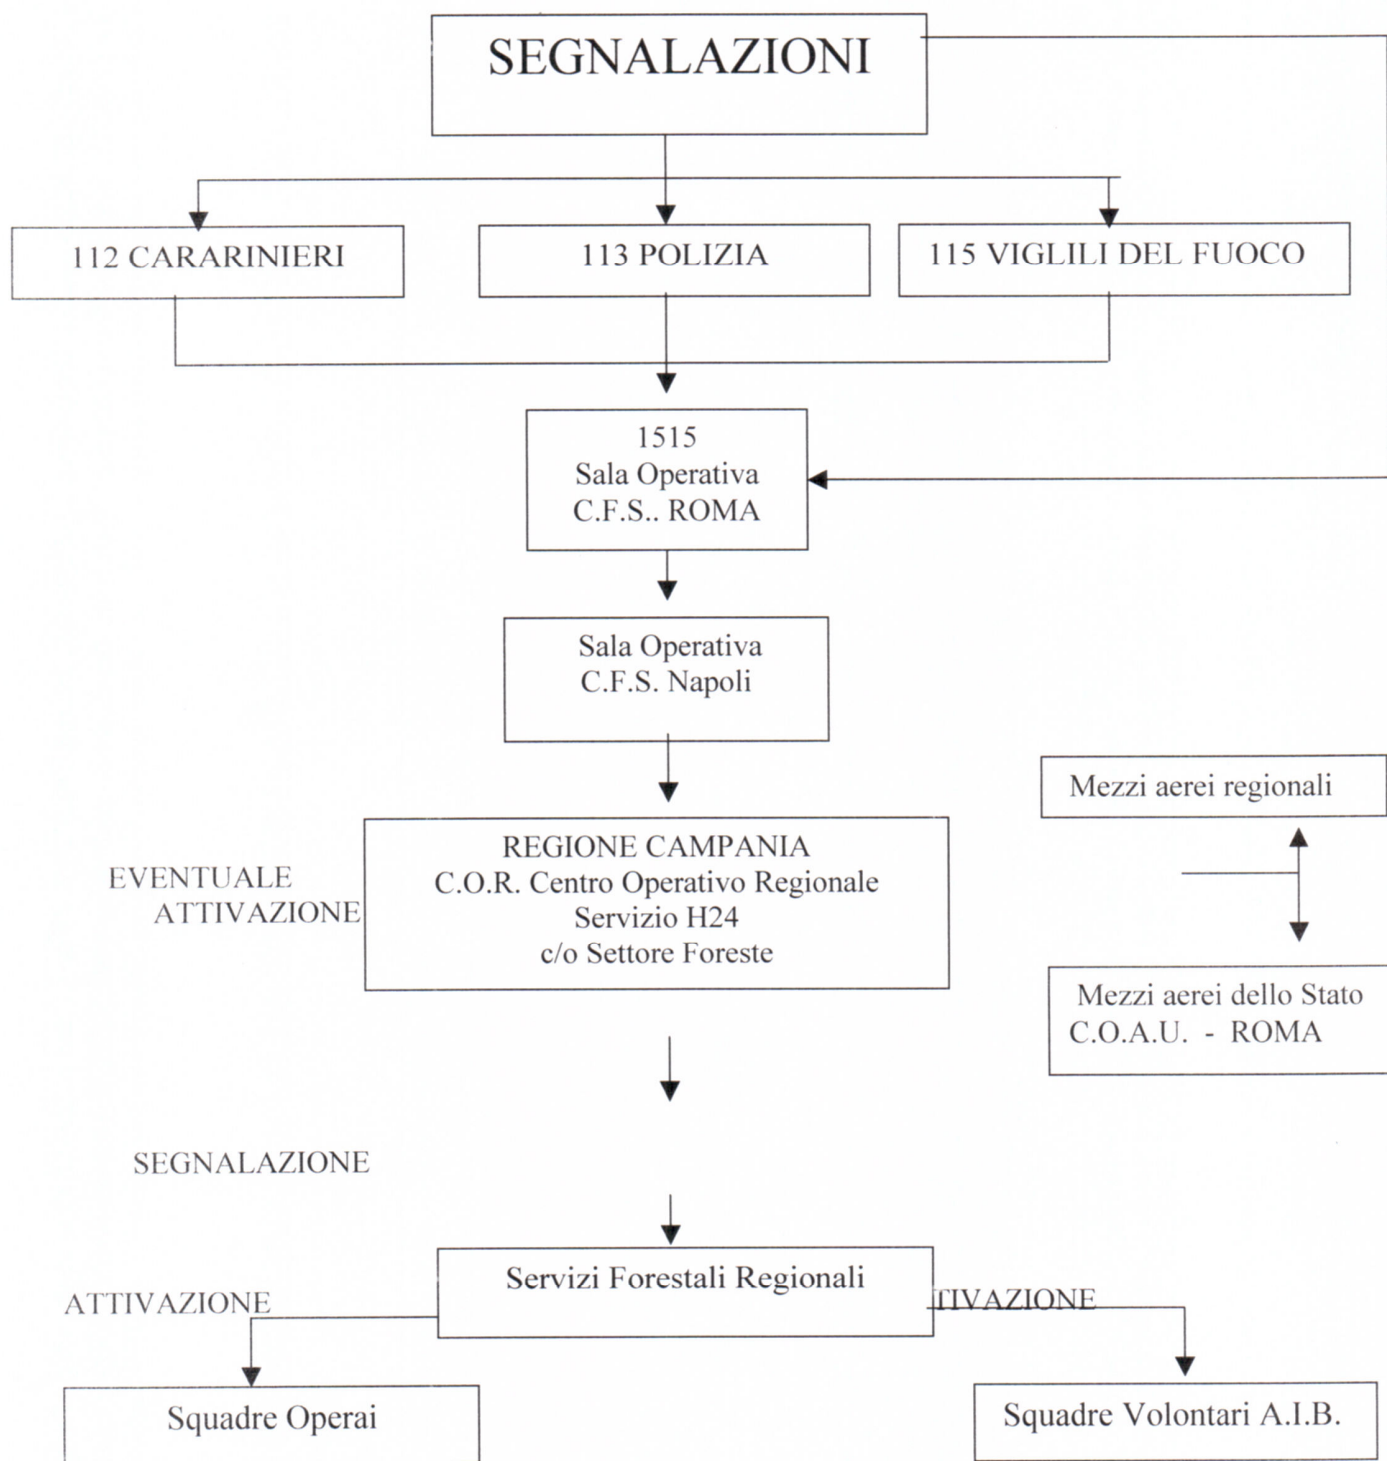 SEGNALAZIONI
112 CARARINIERI
113 POLIZIA
115 VIGLILI DEL FUOCO
1515
Sala Operativa
C.F.S.. ROMA
Sala Operativa
C.F.S. Napoli
Mezzi aerei regionali
EVENTUALE
ATTIVAZIONE
REGIONE CAMPANIA
C.O.R. Centro Operativo Regionale
Servizio H24
c/o Settore Foreste
Mezzi aerei dello Stato
C.O.A.U. - ROMA
SEGNALAZIONE
Servizi Forestali Regionali
ATTIVAZIONE
TIVAZIONE
Squadre Operai
Squadre Volontari A.I.B.